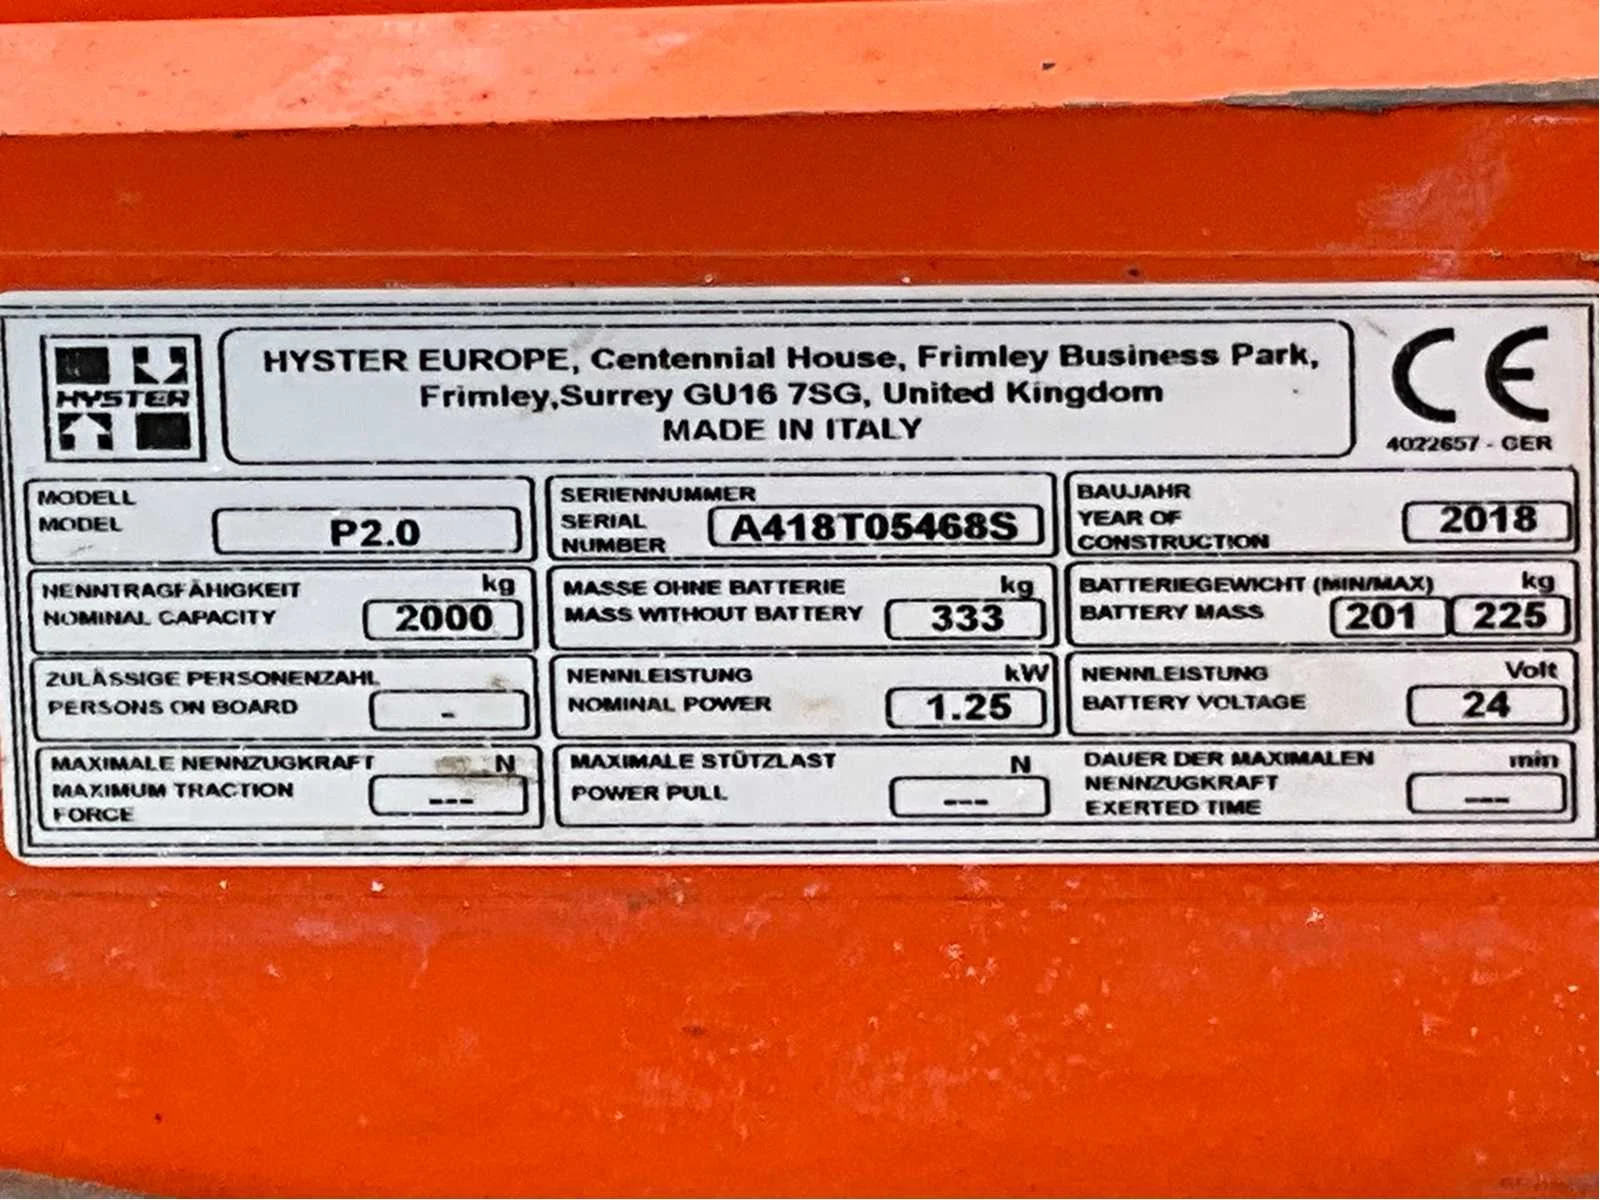 HYSTER
HYSTER EUROPE, Centennial House, Frimley Business Park,
Frimley,Surrey GU16 7SG, United Kingdom
MADE IN ITALY
CE
4022657 - GER
MODELL
MODEL
P2.0
SERIENNUMMER
SERIAL
NUMBER
A418T05468S
BAUJAHR
YEAR OF
CONSTRUCTION
2018
NENNTRAGFÄHIGKEIT kg
NOMINAL CAPACITY 2000
MASSE OHNE BATTERIE kg
MASS WITHOUT BATTERY 333
BATTERIEGEWICHT (MIN/MAX) kg
BATTERY MASS 201 225
ZULÄSSIGE PERSONENZAHL
PERSONS ON BOARD -
NENNLEISTUNG kW
NOMINAL POWER 1.25
NENNLEISTUNG Volt
BATTERY VOLTAGE 24
MAXIMALE NENNZUGKRAFT N
MAXIMUM TRACTION
FORCE
---
MAXIMALE STÜTZLAST N
POWER PULL ---
DAUER DER MAXIMALEN min
NENNZUGKRAFT
EXERTED TIME
---